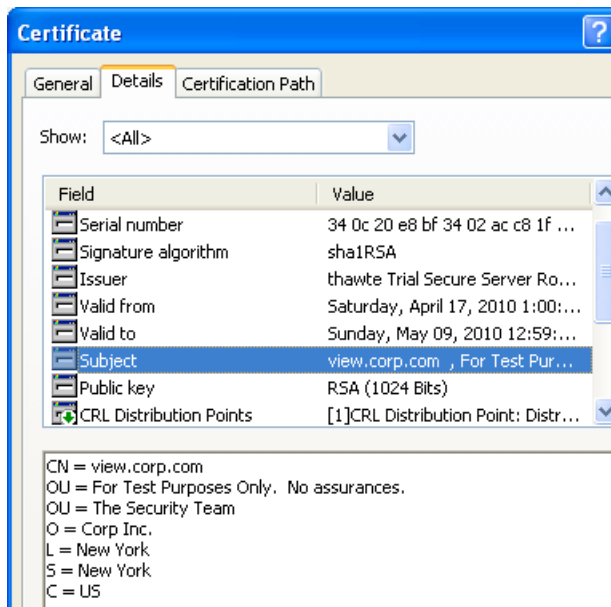 Certificate
?
General Details Certification Path
Show: <All>
Field Value
Serial number 34 0c 20 e8 bf 34 02 ac c8 1f ...
Signature algorithm sha1RSA
Issuer thawte Trial Secure Server Ro...
Valid from Saturday, April 17, 2010 1:00:...
Valid to Sunday, May 09, 2010 12:59:...
Subject view.corp.com , For Test Pur...
Public key RSA (1024 Bits)
CRL Distribution Points [1]CRL Distribution Point: Distr...
CN = view.corp.com
OU = For Test Purposes Only.  No assurances.
OU = The Security Team
O = Corp Inc.
L = New York
S = New York
C = US